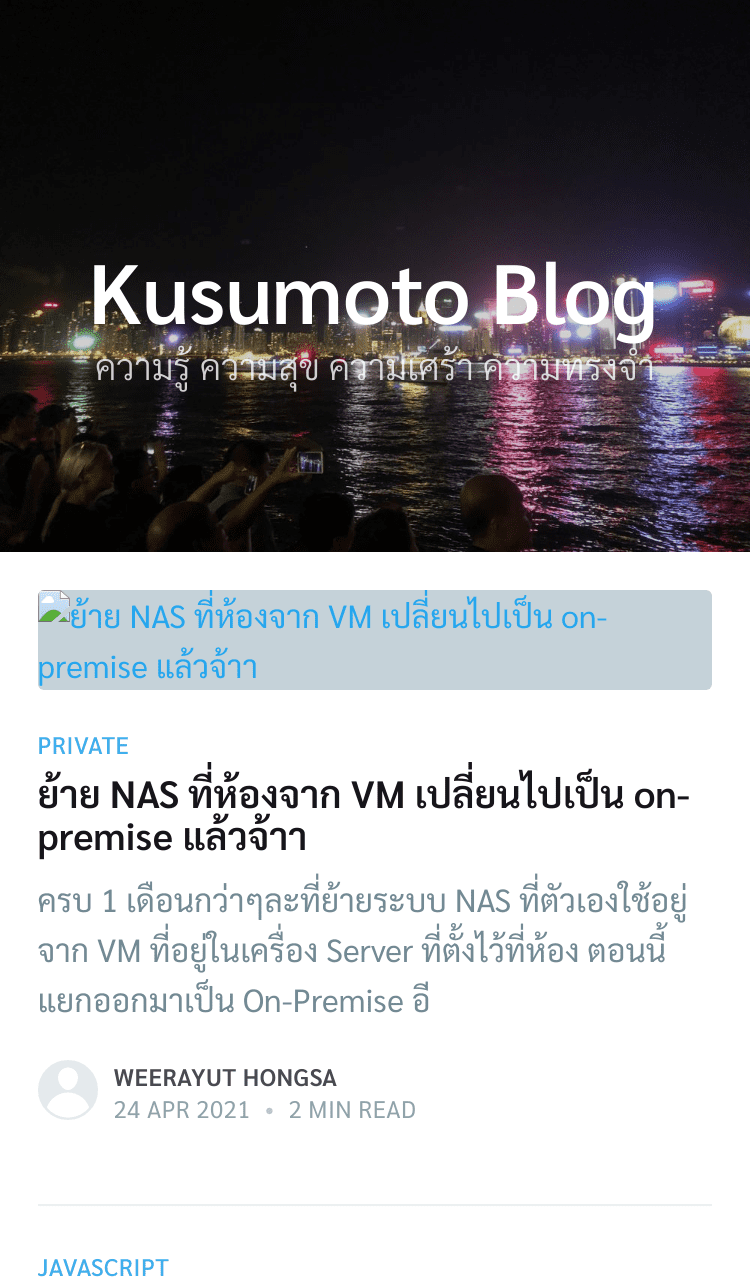 Kusumoto Blog
ความรู้ ความสุข ความเศร้า ความทรงจำ
ย้าย NAS ที่ห้องจาก VM เปลี่ยนไปเป็น on-
premise แล้วจ้าา
PRIVATE
ย้าย NAS ที่ห้องจาก VM เปลี่ยนไปเป็น on-
premise แล้วจ้าา
ครบ 1 เดือนกว่าๆละที่ย้ายระบบ NAS ที่ตัวเองใช้อยู่
จาก VM ที่อยู่ในเครื่อง Server ที่ตั้งไว้ที่ห้อง ตอนนี้
แยกออกมาเป็น On-Premise อี
WEERAYUT HONGSA
24 APR 2021 • 2 MIN READ
JAVASCRIPT